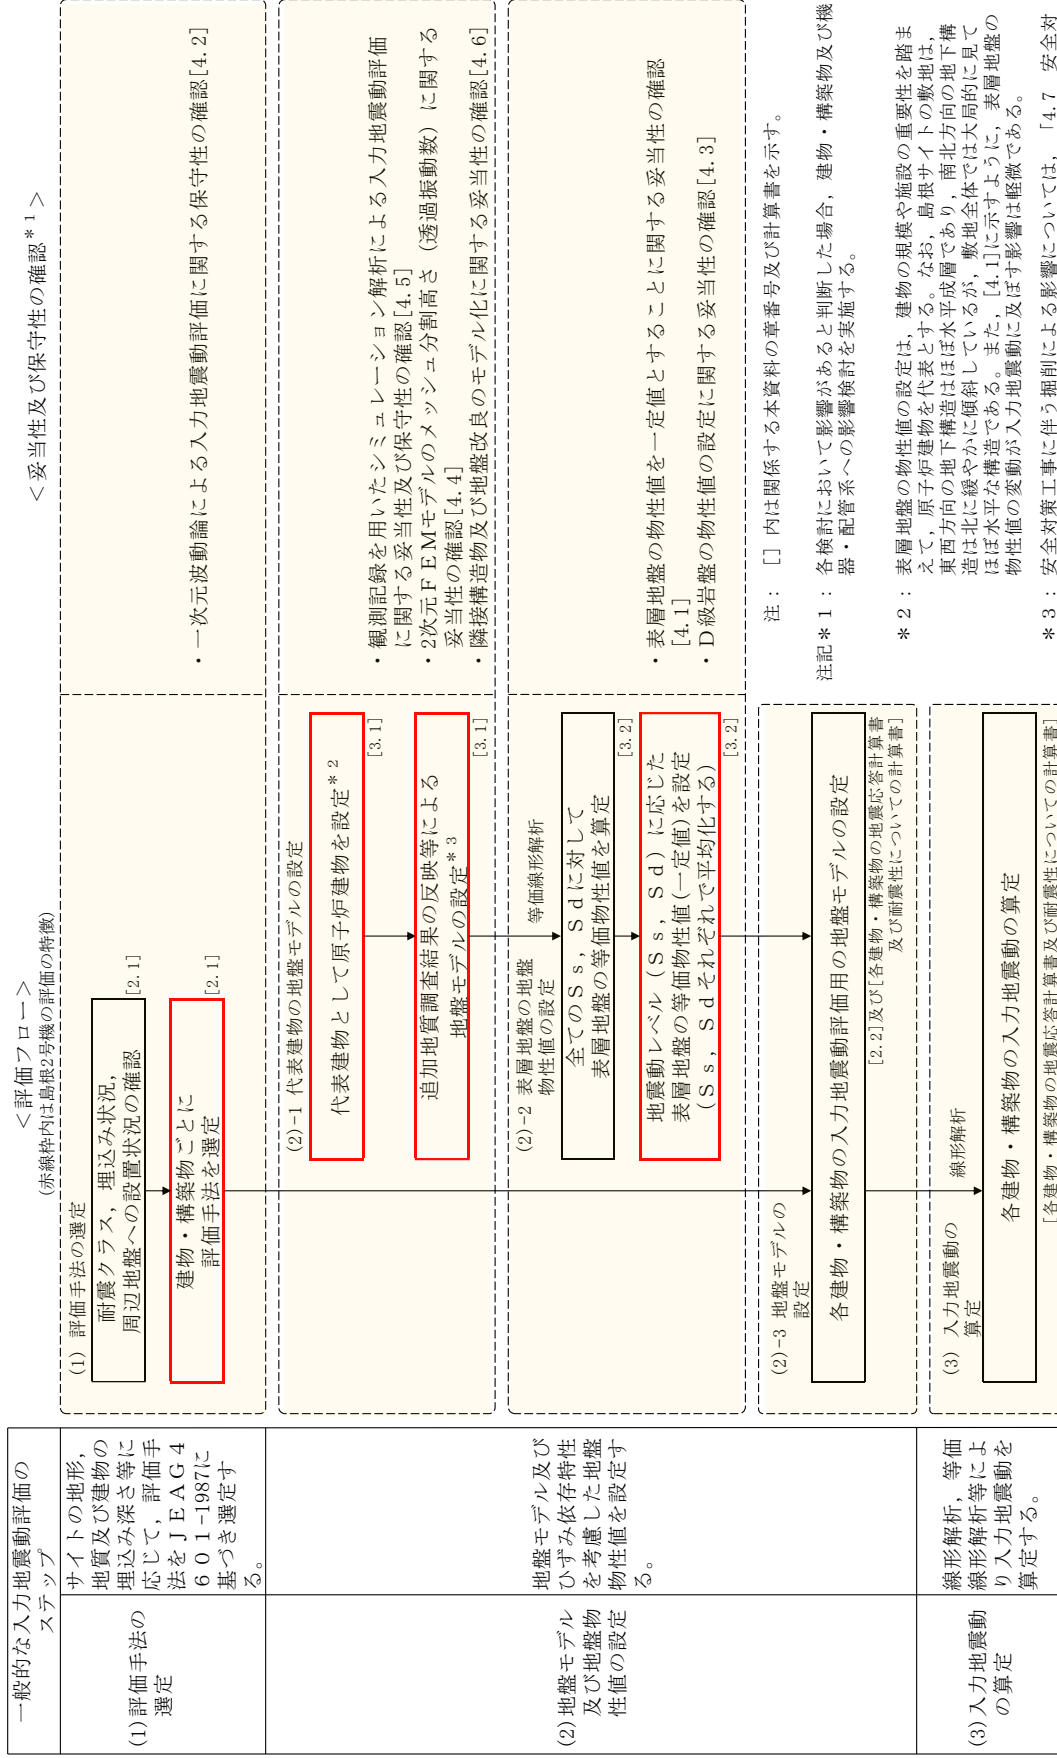 一般的な入力地震動評価の
ステップ
(1)評価手法の
選定
サイトの地形，
地質及び建物の
埋込み深さ等に
応じて，評価手
法をＪＥＡＧ４
６０１-1987に
基づき選定す
る。
(2)地盤モデル
及び地盤物
性値の設定
地盤モデル及び
ひずみ依存特性
を考慮した地盤
物性値を設定す
る。
(3)入力地震動
の算定
線形解析，等価
線形解析等によ
り入力地震動を
算定する。
＜評価フロー＞
(赤線枠内は島根2号機の評価の特徴)
(1) 評価手法の選定
耐震クラス，埋込み状況，
周辺地盤への設置状況の確認
[2.1]
建物・構築物ごとに
評価手法を選定
[2.1]
(2)-1 代表建物の地盤モデルの設定
代表建物として原子炉建物を設定＊２
[3.1]
追加地質調査結果の反映等による
地盤モデルの設定＊３
[3.1]
(2)-2 表層地盤の地盤
物性値の設定
等価線形解析
全てのＳｓ，Ｓｄに対して
表層地盤の等価物性値を算定
[3.2]
地震動レベル（Ｓｓ，Ｓｄ）に応じた
表層地盤の等価物性値(一定値)を設定
（Ｓｓ，Ｓｄそれぞれで平均化する）
[3.2]
(2)-3 地盤モデルの
設定
各建物・構築物の入力地震動評価用の地盤モデルの設定
[2.2]及び[各建物・構築物の地震応答計算書
及び耐震性についての計算書]
(3) 入力地震動の
算定
線形解析
各建物・構築物の入力地震動の算定
[各建物・構築物の地震応答計算書及び耐震性についての計算書]
＜妥当性及び保守性の確認＊１＞
・一次元波動論による入力地震動評価に関する保守性の確認[4.2]
・観測記録を用いたシミュレーション解析による入力地震動評価
に関する妥当性及び保守性の確認[4.5]
・2次元ＦＥＭモデルのメッシュ分割高さ（透過振動数）に関する
妥当性の確認[4.4]
・隣接構造物及び地盤改良のモデル化に関する妥当性の確認[4.6]
・表層地盤の物性値を一定値とすることに関する妥当性の確認
[4.1]
・Ｄ級岩盤の物性値の設定に関する妥当性の確認[4.3]
注：［］内は関係する本資料の章番号及び計算書を示す。
注記＊１：各検討において影響があると判断した場合，建物・構築物及び機
器・配管系への影響検討を実施する。
＊２：表層地盤の物性値の設定は，建物の規模や施設の重要性を踏ま
えて，原子炉建物を代表とする。なお，島根サイトの敷地は，
東西方向の地下構造はほぼ水平成層であり，南北方向の地下構
造は北に緩やかに傾斜しているが，敷地全体では大局的に見て
ほぼ水平な構造である。また，[4.1]に示すように，表層地盤の
物性値の変動が入力地震動に及ぼす影響は軽微である。
＊３：安全対策工事に伴う掘削による影響については，「4.7 安全対